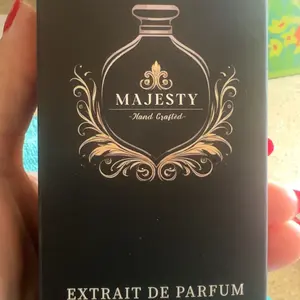 MAJESTY
Hand Crafted
EXTRAIT DE PARFUM